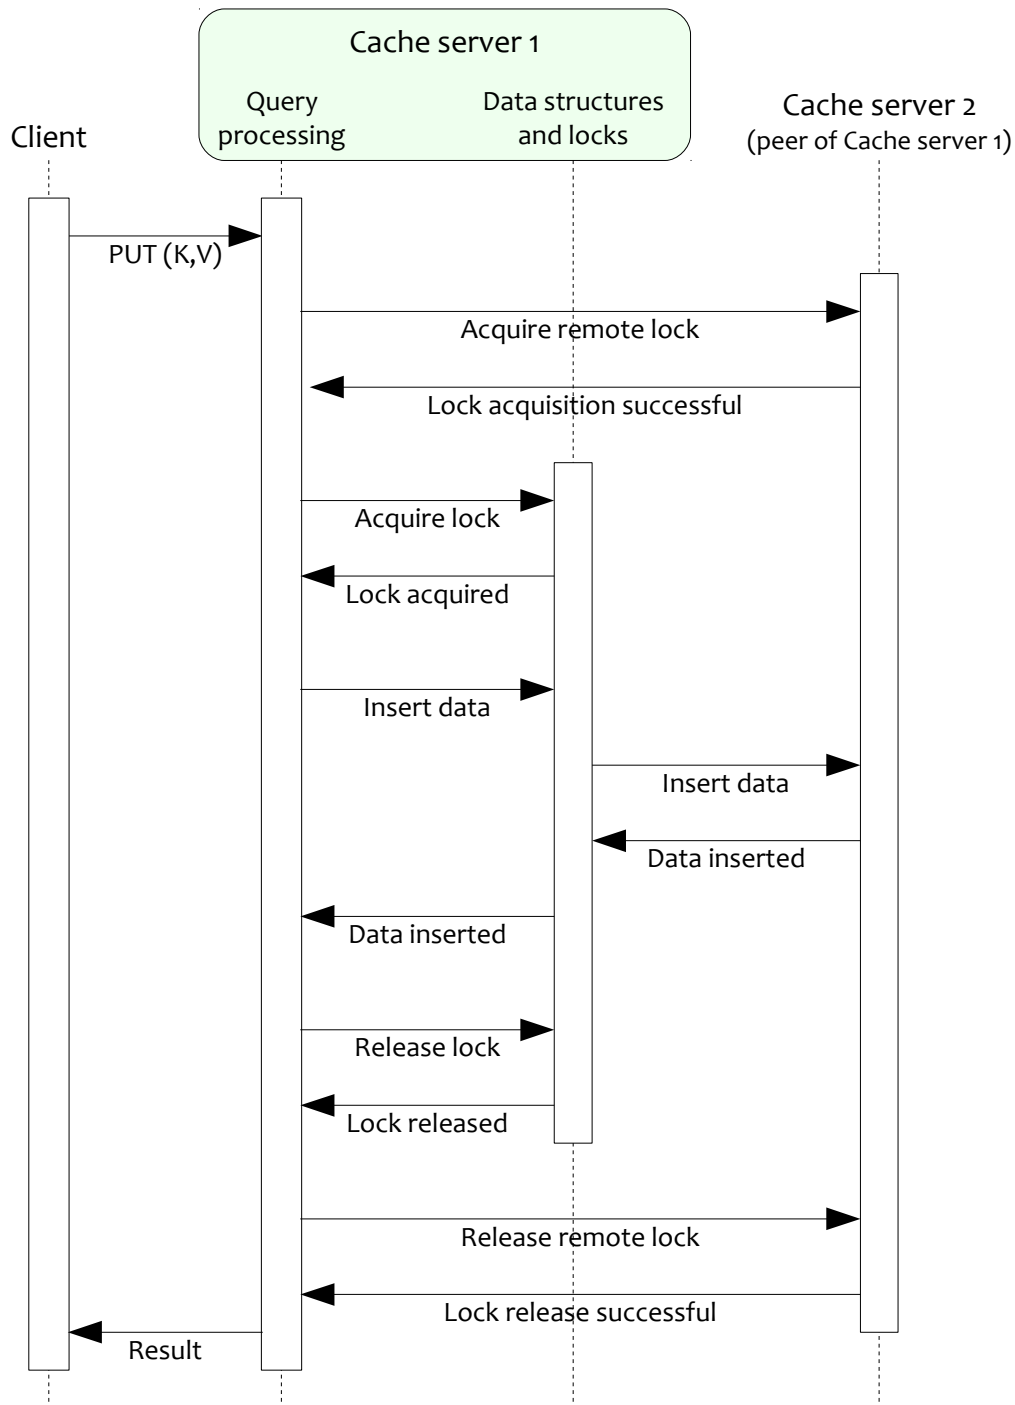 Cache server 1
Query
processing
Data structures
and locks
Client
Cache server 2
(peer of Cache server 1)
PUT (K,V)
Acquire remote lock
Lock acquisition successful
Acquire lock
Lock acquired
Insert data
Insert data
Data inserted
Data inserted
Release lock
Lock released
Release remote lock
Lock release successful
Result